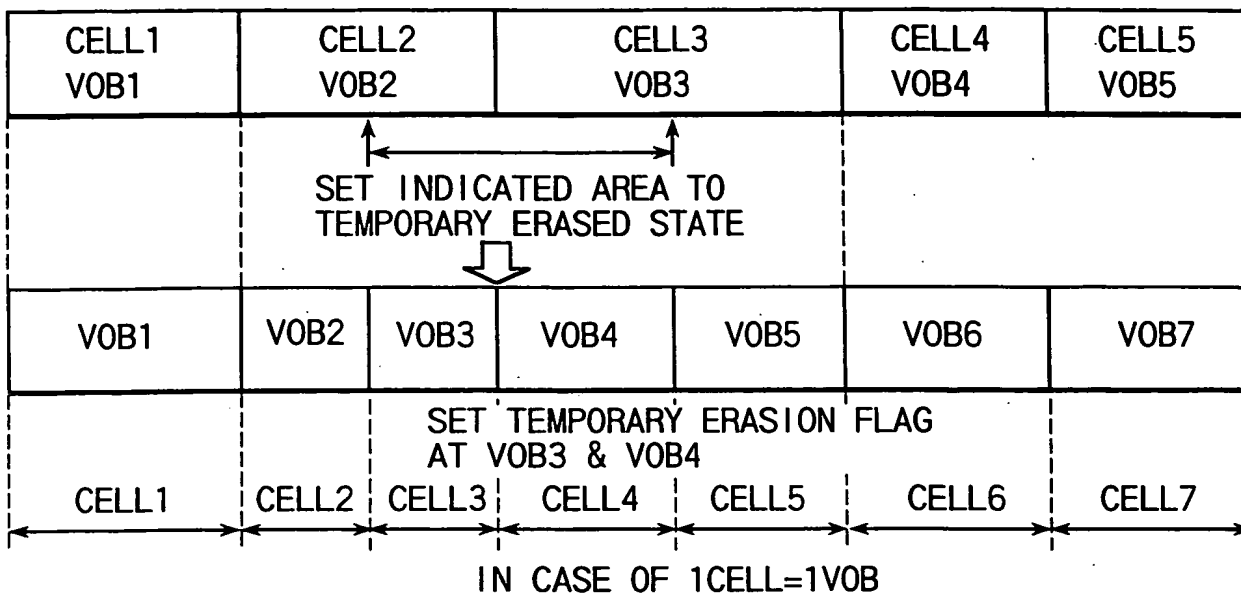 CELL1 CELL2 CELL3 CELL4 CELL5
VOB1 VOB2 VOB3 VOB4 VOB5
SET INDICATED AREA TO
TEMPORARY ERASED STATE
VOB1 VOB2 VOB3 VOB4 VOB5 VOB6 VOB7
SET TEMPORARY ERASION FLAG
AT VOB3 & VOB4
CELL1 CELL2 CELL3 CELL4 CELL5 CELL6 CELL7
IN CASE OF 1CELL=1VOB